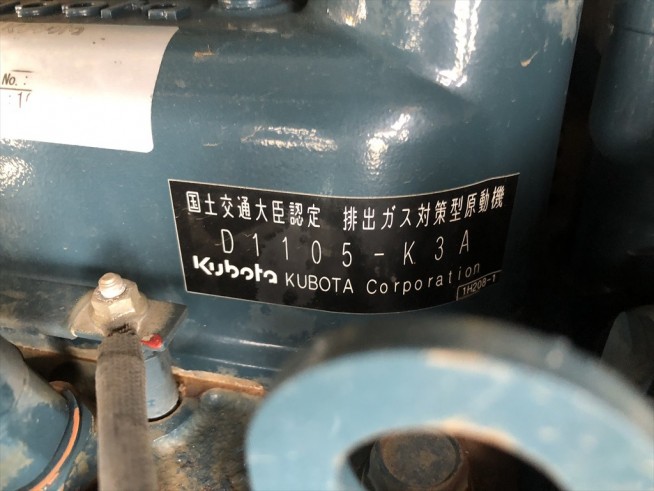 No.:
国土交通大臣認定 排出ガス対策型原動機
D1105-K3A
Kubota KUBOTA Corporation
1H208-1